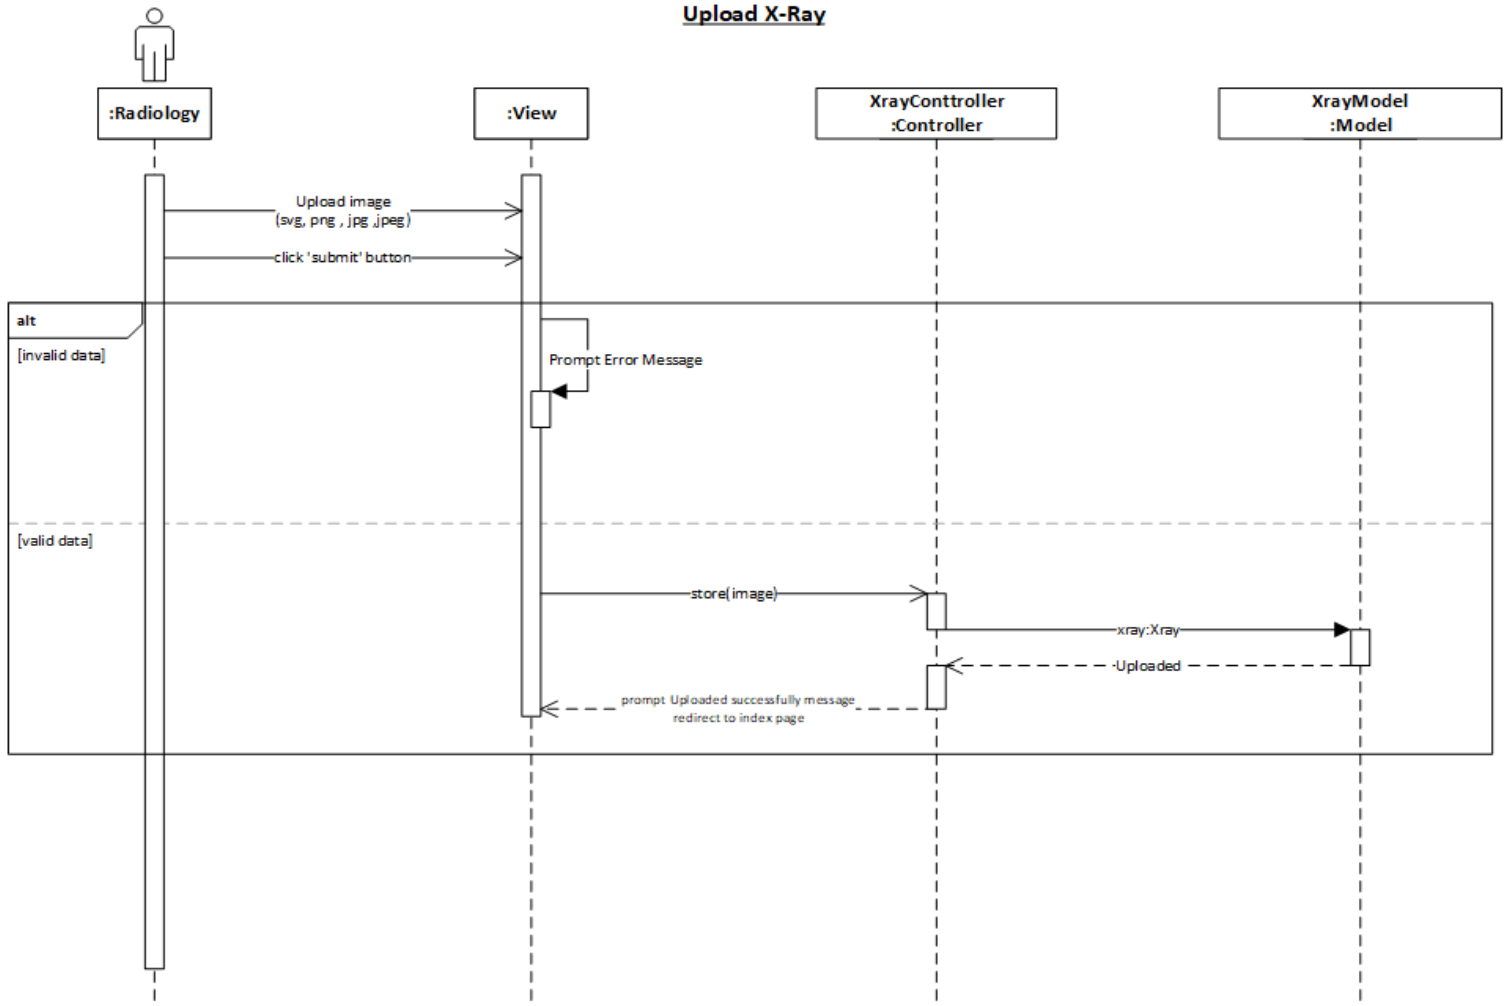 Upload X-Ray
:Radiology
:View
XrayConttroller
:Controller
XrayModel
:Model
Upload image
(svg, png , jpg ,jpeg)
click 'submit' button
alt
[invalid data]
Prompt Error Message
[valid data]
store(image)
xray:Xray
Uploaded
prompt Uploaded successfully message
redirect to index page